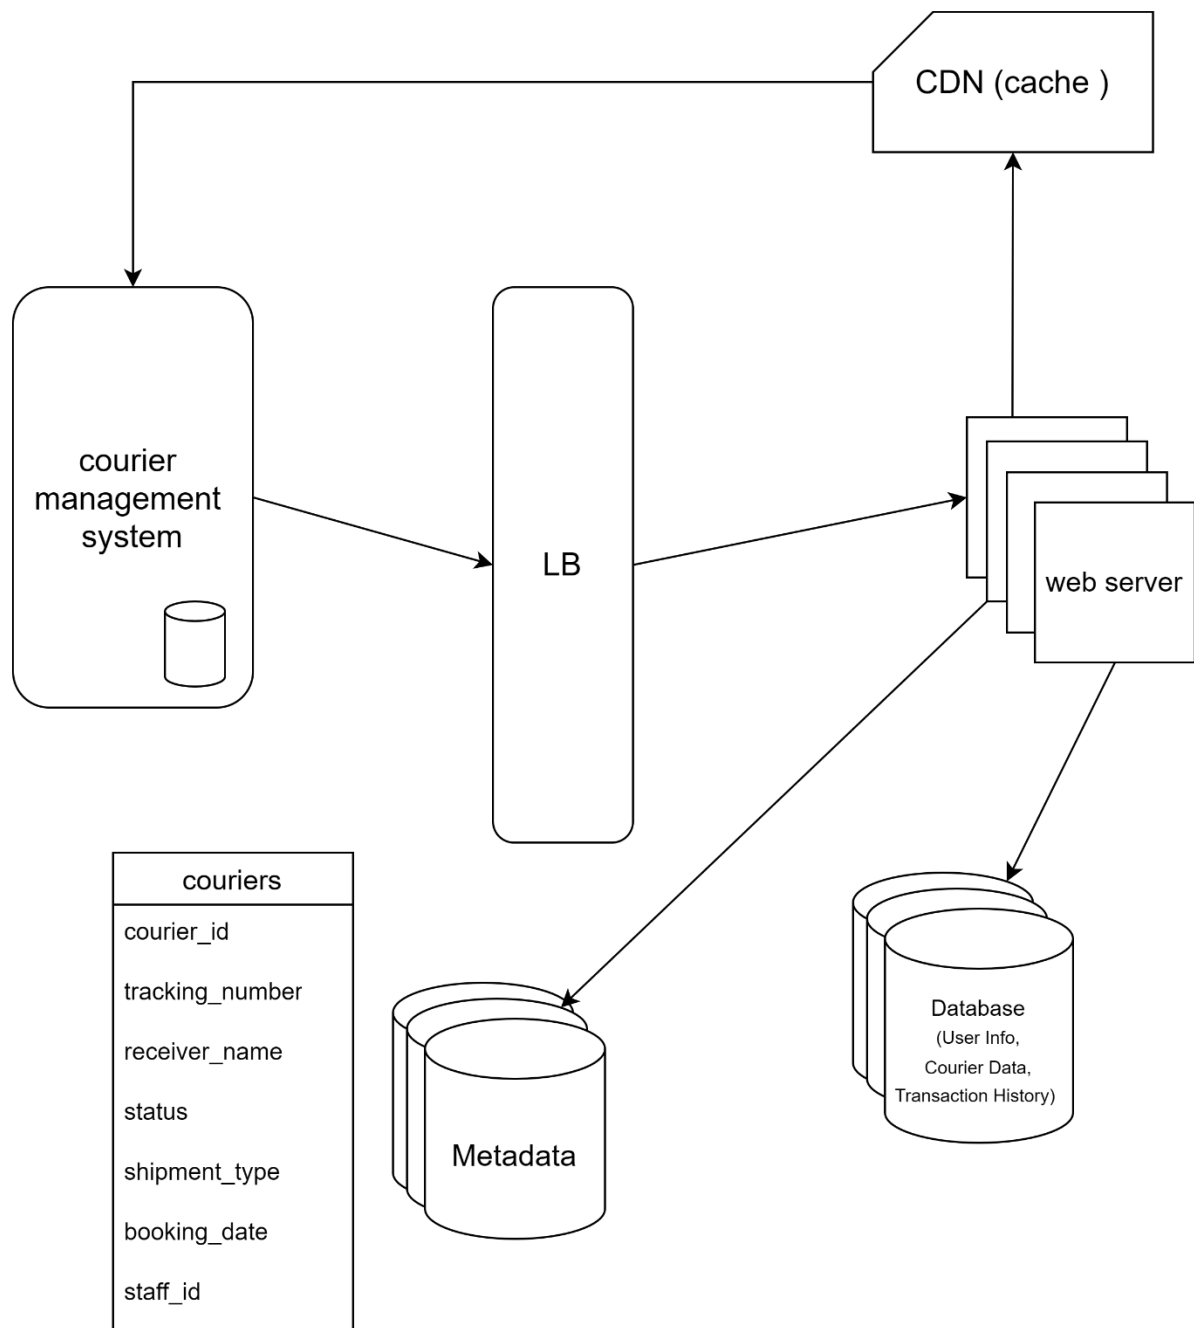 CDN (cache )
courier
management
system
LB
web server
couriers
courier_id
tracking_number
receiver_name
status
shipment_type
booking_date
staff_id
Metadata
Database
(User Info,
Courier Data,
Transaction History)